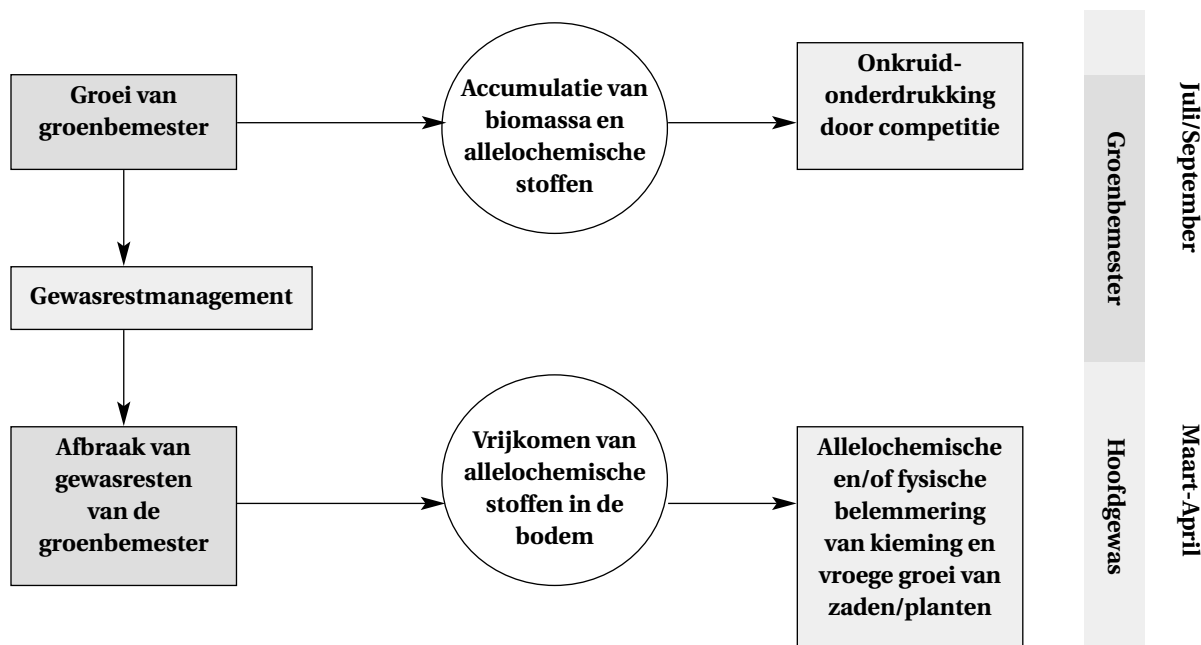 Groei van
groenbemester
Accumulatie van
biomassa en
allelochemische
stoffen
Onkruid-
onderdrukking
door competitie
Gewasrestmanagement
Afbraak van
gewasresten
van de
groenbemester
Vrijkomen van
allelochemische
stoffen in de
bodem
Allelochemische
en/of fysische
belemmering
van kieming en
vroege groei van
zaden/planten
Groenbemester
Hoofdgewas
Juli/September
Maart-April